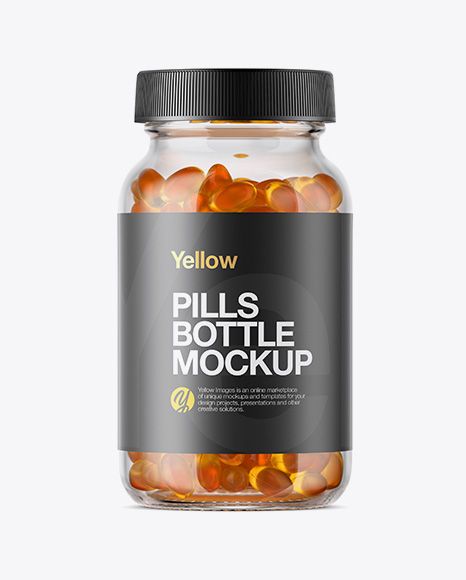 Yellow
PILLS
BOTTLE
MOCKUP
Yellow Images is an online marketplace
of unique mockups and templates for your
design projects, presentations and other
creative solutions.